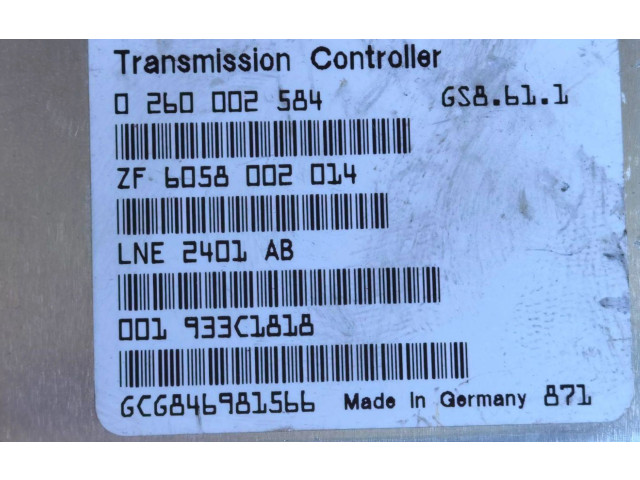 Transmission Controller
0 260 002 584 GS8.61.1
ZF 6058 002 014
LNE 2401 AB
001 933C1818
GCG846981566 Made In Germany 871